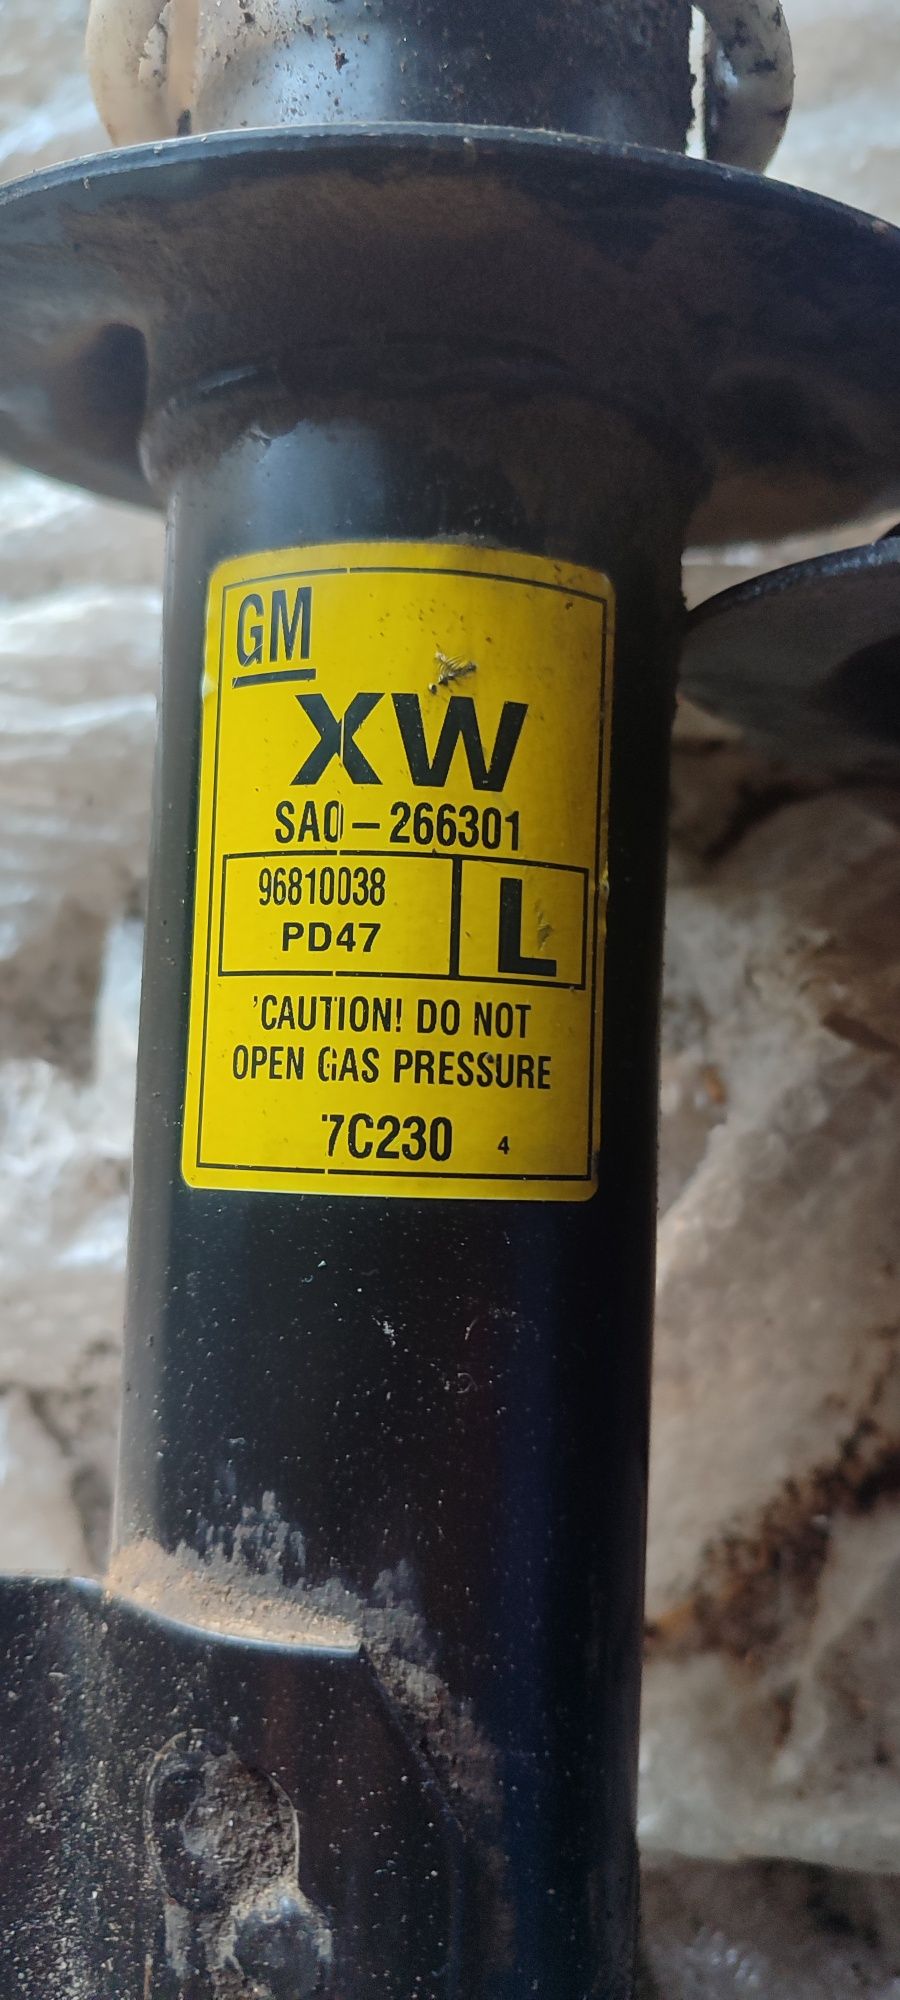 GM
XW
SA0-266301
96810038
PD47
L
CAUTION! DO NOT
OPEN GAS PRESSURE
7C230 4